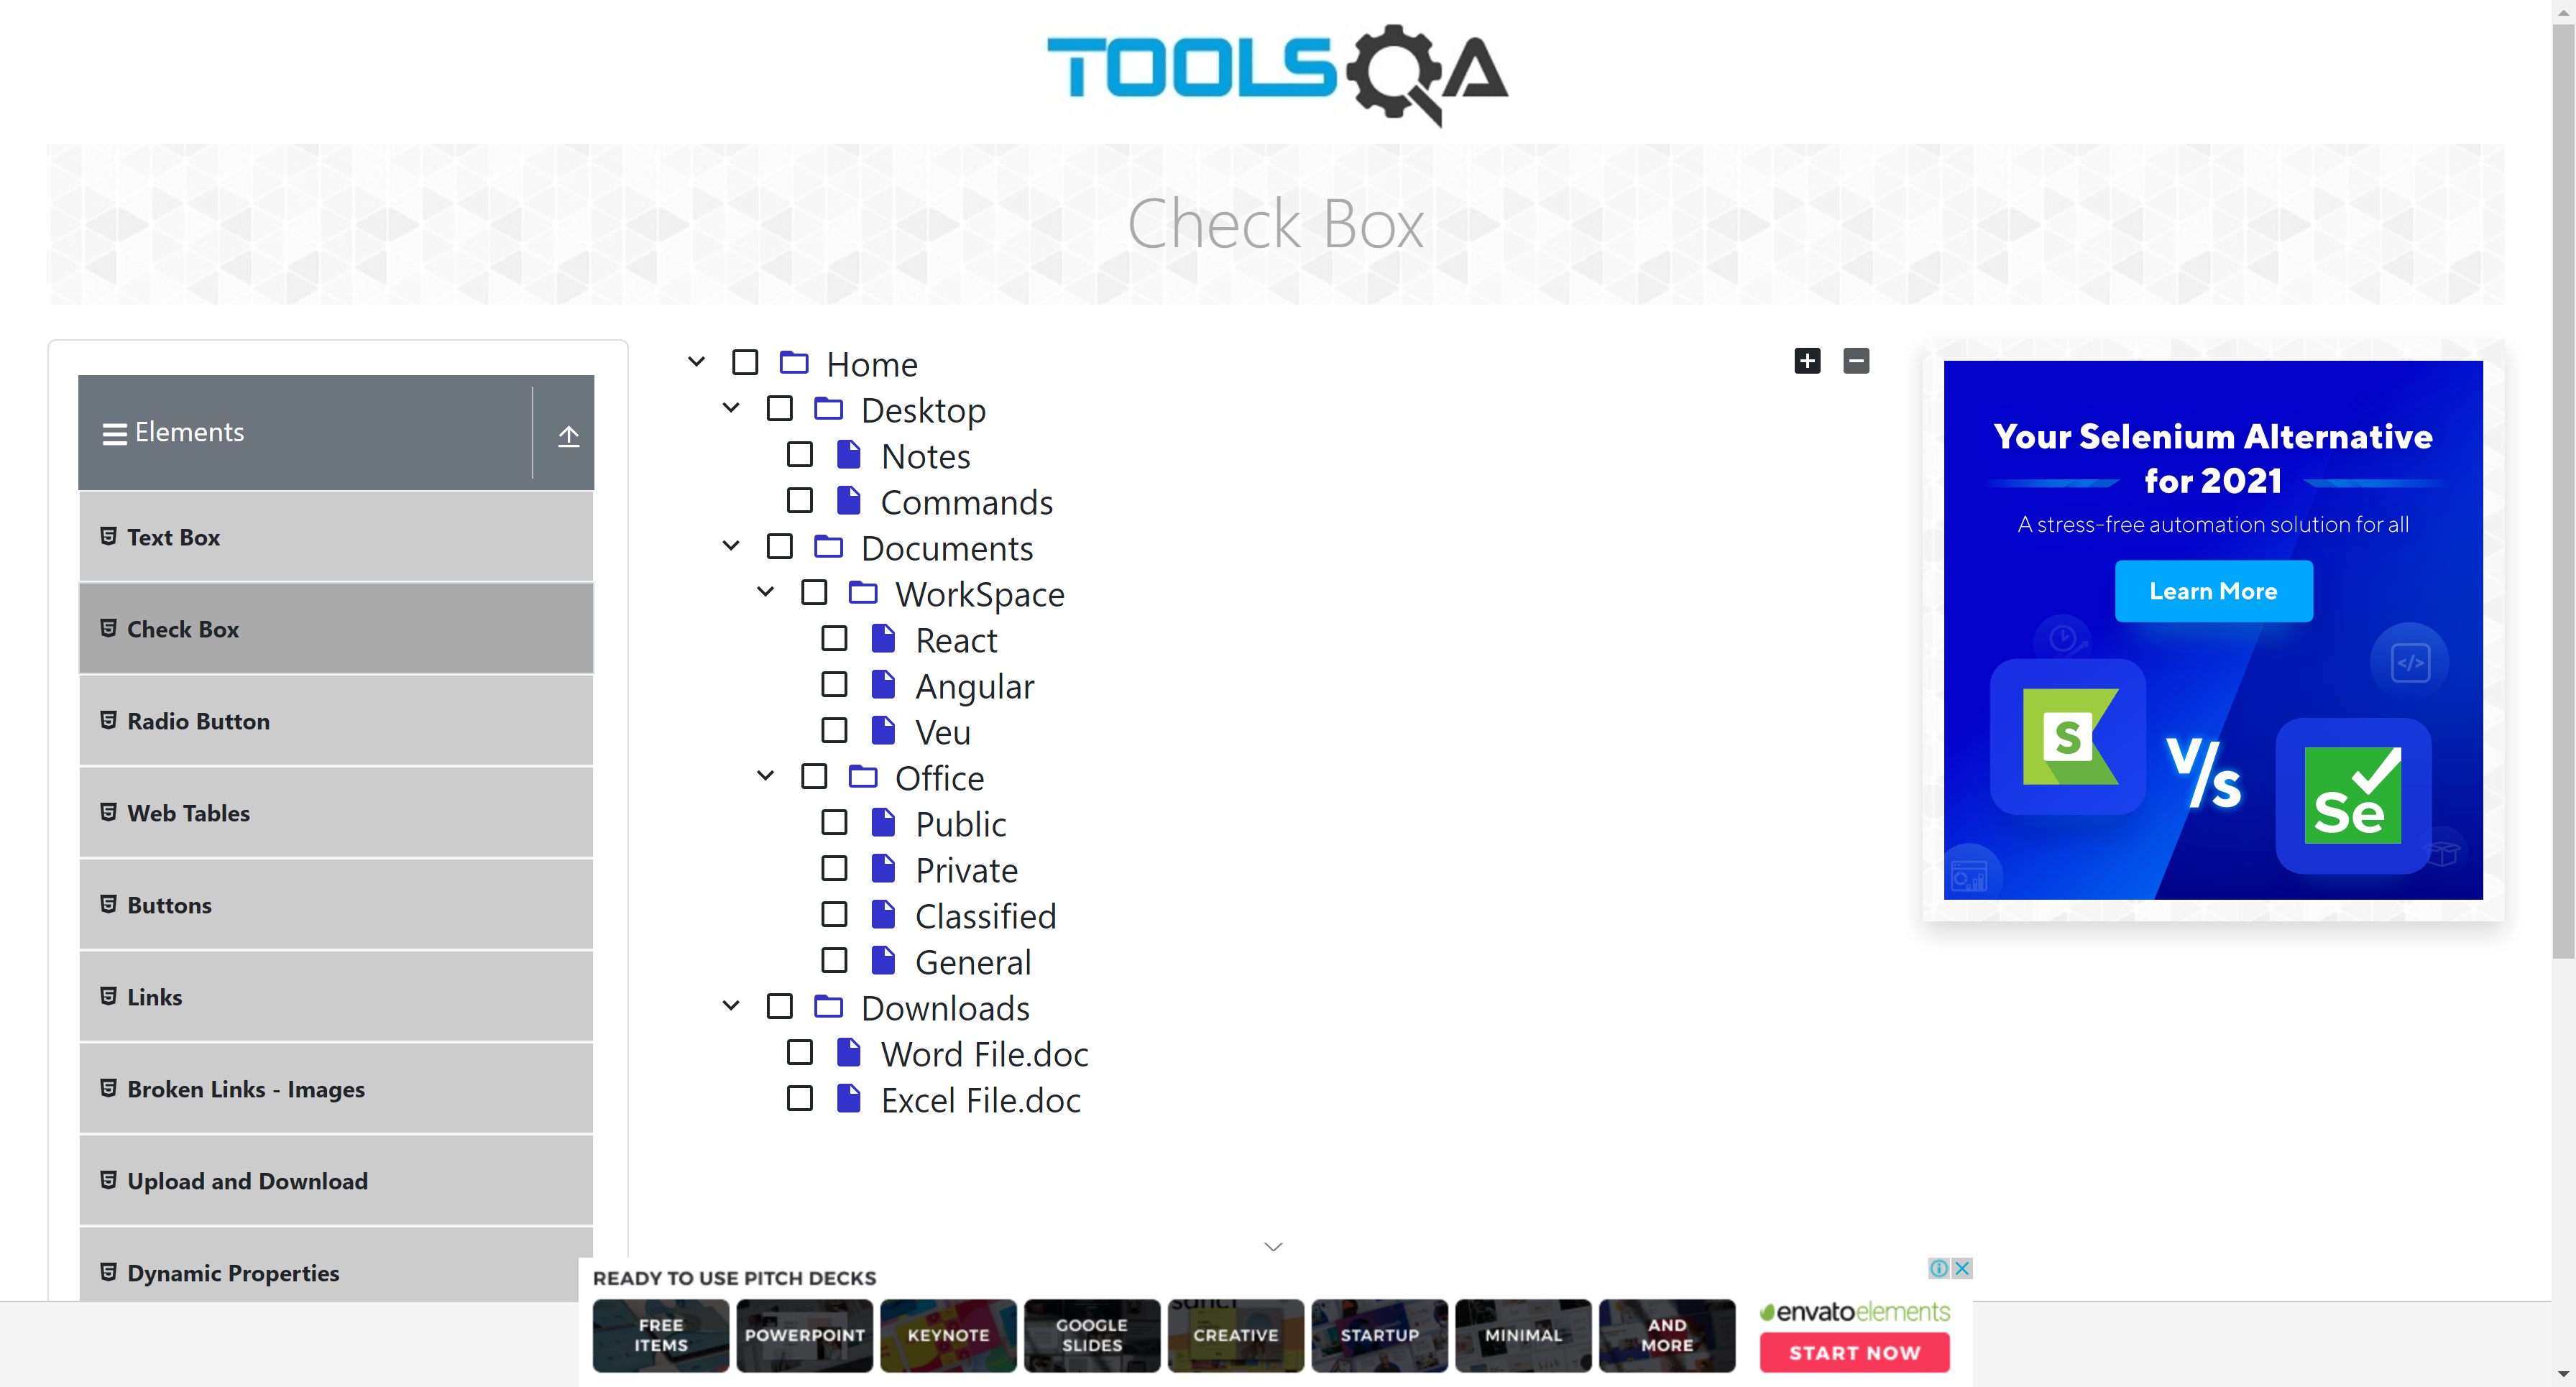 TOOLSQA
Check Box
Elements
Text Box
Check Box
Radio Button
Web Tables
Buttons
Links
Broken Links - Images
Upload and Download
Dynamic Properties
Home
Desktop
Notes
Commands
Documents
WorkSpace
React
Angular
Veu
Office
Public
Private
Classified
General
Downloads
Word File.doc
Excel File.doc
Your Selenium Alternative
for 2021
A stress-free automation solution for all
Learn More
</>
S
V/s
Se
READY TO USE PITCH DECKS
FREE
ITEMS
POWERPOINT
KEYNOTE
GOOGLE
SLIDES
CREATIVE
STARTUP
MINIMAL
AND
MORE
envatoelements
START NOW